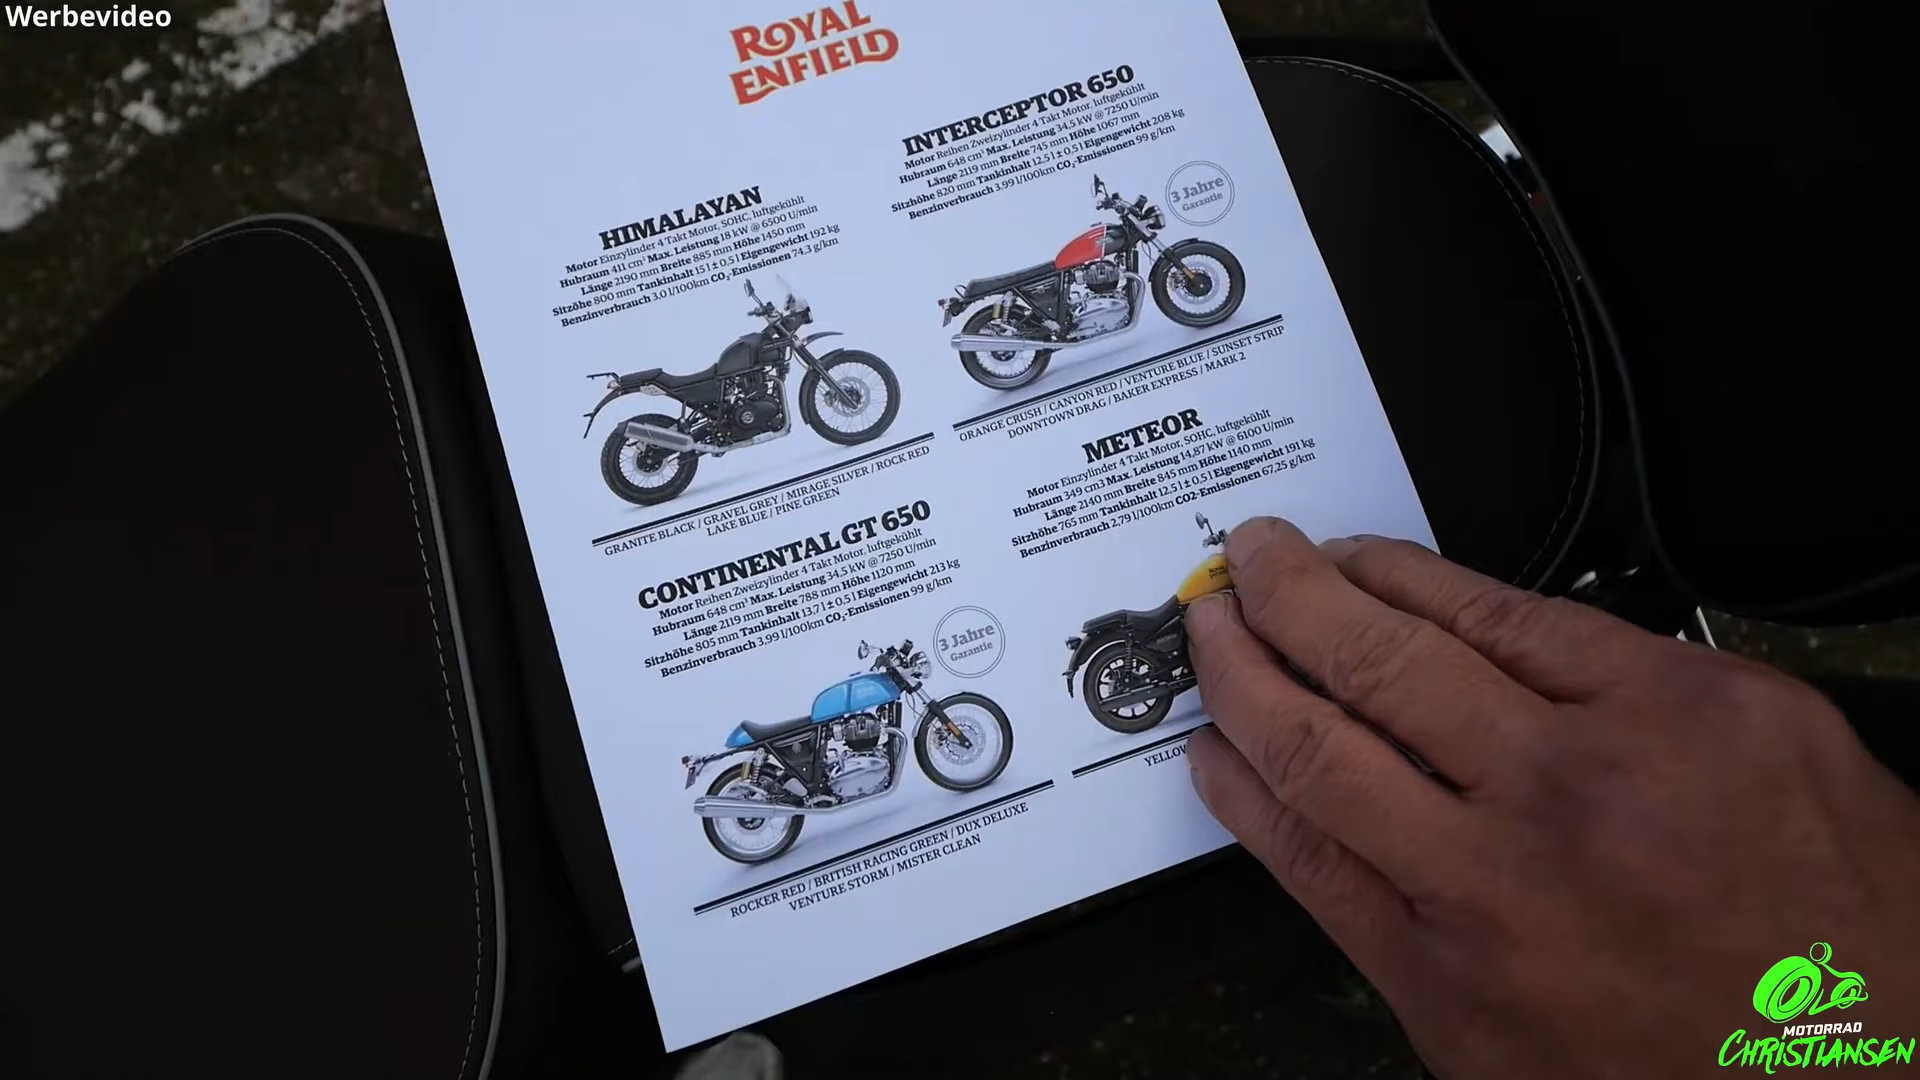 Werbevideo
ROYAL
ENFIELD
INTERCEPTOR 650
Motor Reihen Zweizylinder 4 Takt Motor, luftgekühlt
Hubraum 648 cm³ Max. Leistung 34,5 kW @ 7250 U/min
Länge 2119 mm Breite 745 mm Höhe 1067 mm
Sitzhöhe 820 mm Tankinhalt 12,5 l ± 0,5 l Eigengewicht 208 kg
Benzinverbrauch 3,99 l/100km CO₂-Emissionen 99 g/km
3 Jahre
Garantie
ORANGE CRUSH / CANYON RED / VENTURE BLUE / SUNSET STRIP
DOWNTOWN DRAG / BAKER EXPRESS / MARK 2
HIMALAYAN
Motor Einzylinder 4 Takt Motor, SOHC, luftgekühlt
Hubraum 411 cm³ Max. Leistung 18 kW @ 6500 U/min
Länge 2190 mm Breite 885 mm Höhe 1450 mm
Sitzöhe 800 mm Tankinhalt 15 l ± 0,5 l Eigengewicht 192 kg
Benzinverbrauch 3.0 l/100km CO₂-Emissionen 74,3 g/km
GRANITE BLACK / GRAVEL GREY / MIRAGE SILVER / ROCK RED
LAKE BLUE / PINE GREEN
METEOR
Motor Einzylinder 4 Takt Motor, SOHC, luftgekühlt
Hubraum 349 cm3 Max. Leistung 14,87 kW @ 6100 U/min
Länge 2140 mm Breite 845 mm Höhe 1140 mm
Sitzhöhe 765 mm Tankinhalt 12,5 l ± 0,5 l Eigengewicht 191 kg
Benzinverbrauch 2,79 l/100km CO2-Emissionen 67,25 g/km
YELLOW
CONTINENTAL GT 650
Motor Reihen Zweizylinder 4 Takt Motor, luftgekühlt
Hubraum 648 cm³ Max. Leistung 34,5 kW @ 7250 U/min
Länge 2119 mm Breite 788 mm Höhe 1120 mm
Sitzhöhe 805 mm Tankinhalt 13,7 l ± 0,5 l Eigengewicht 213 kg
Benzinverbrauch 3,99 l/100km CO₂-Emissionen 99 g/km
3 Jahre
Garantie
ROCKER RED / BRITISH RACING GREEN / DUX DELUXE
VENTURE STORM / MISTER CLEAN
MOTORRAD
CHRISTIANSEN